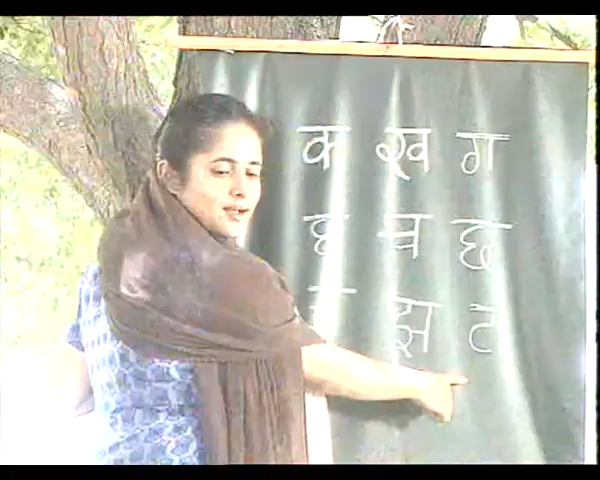 क ख ग
घ च छ
झ ट